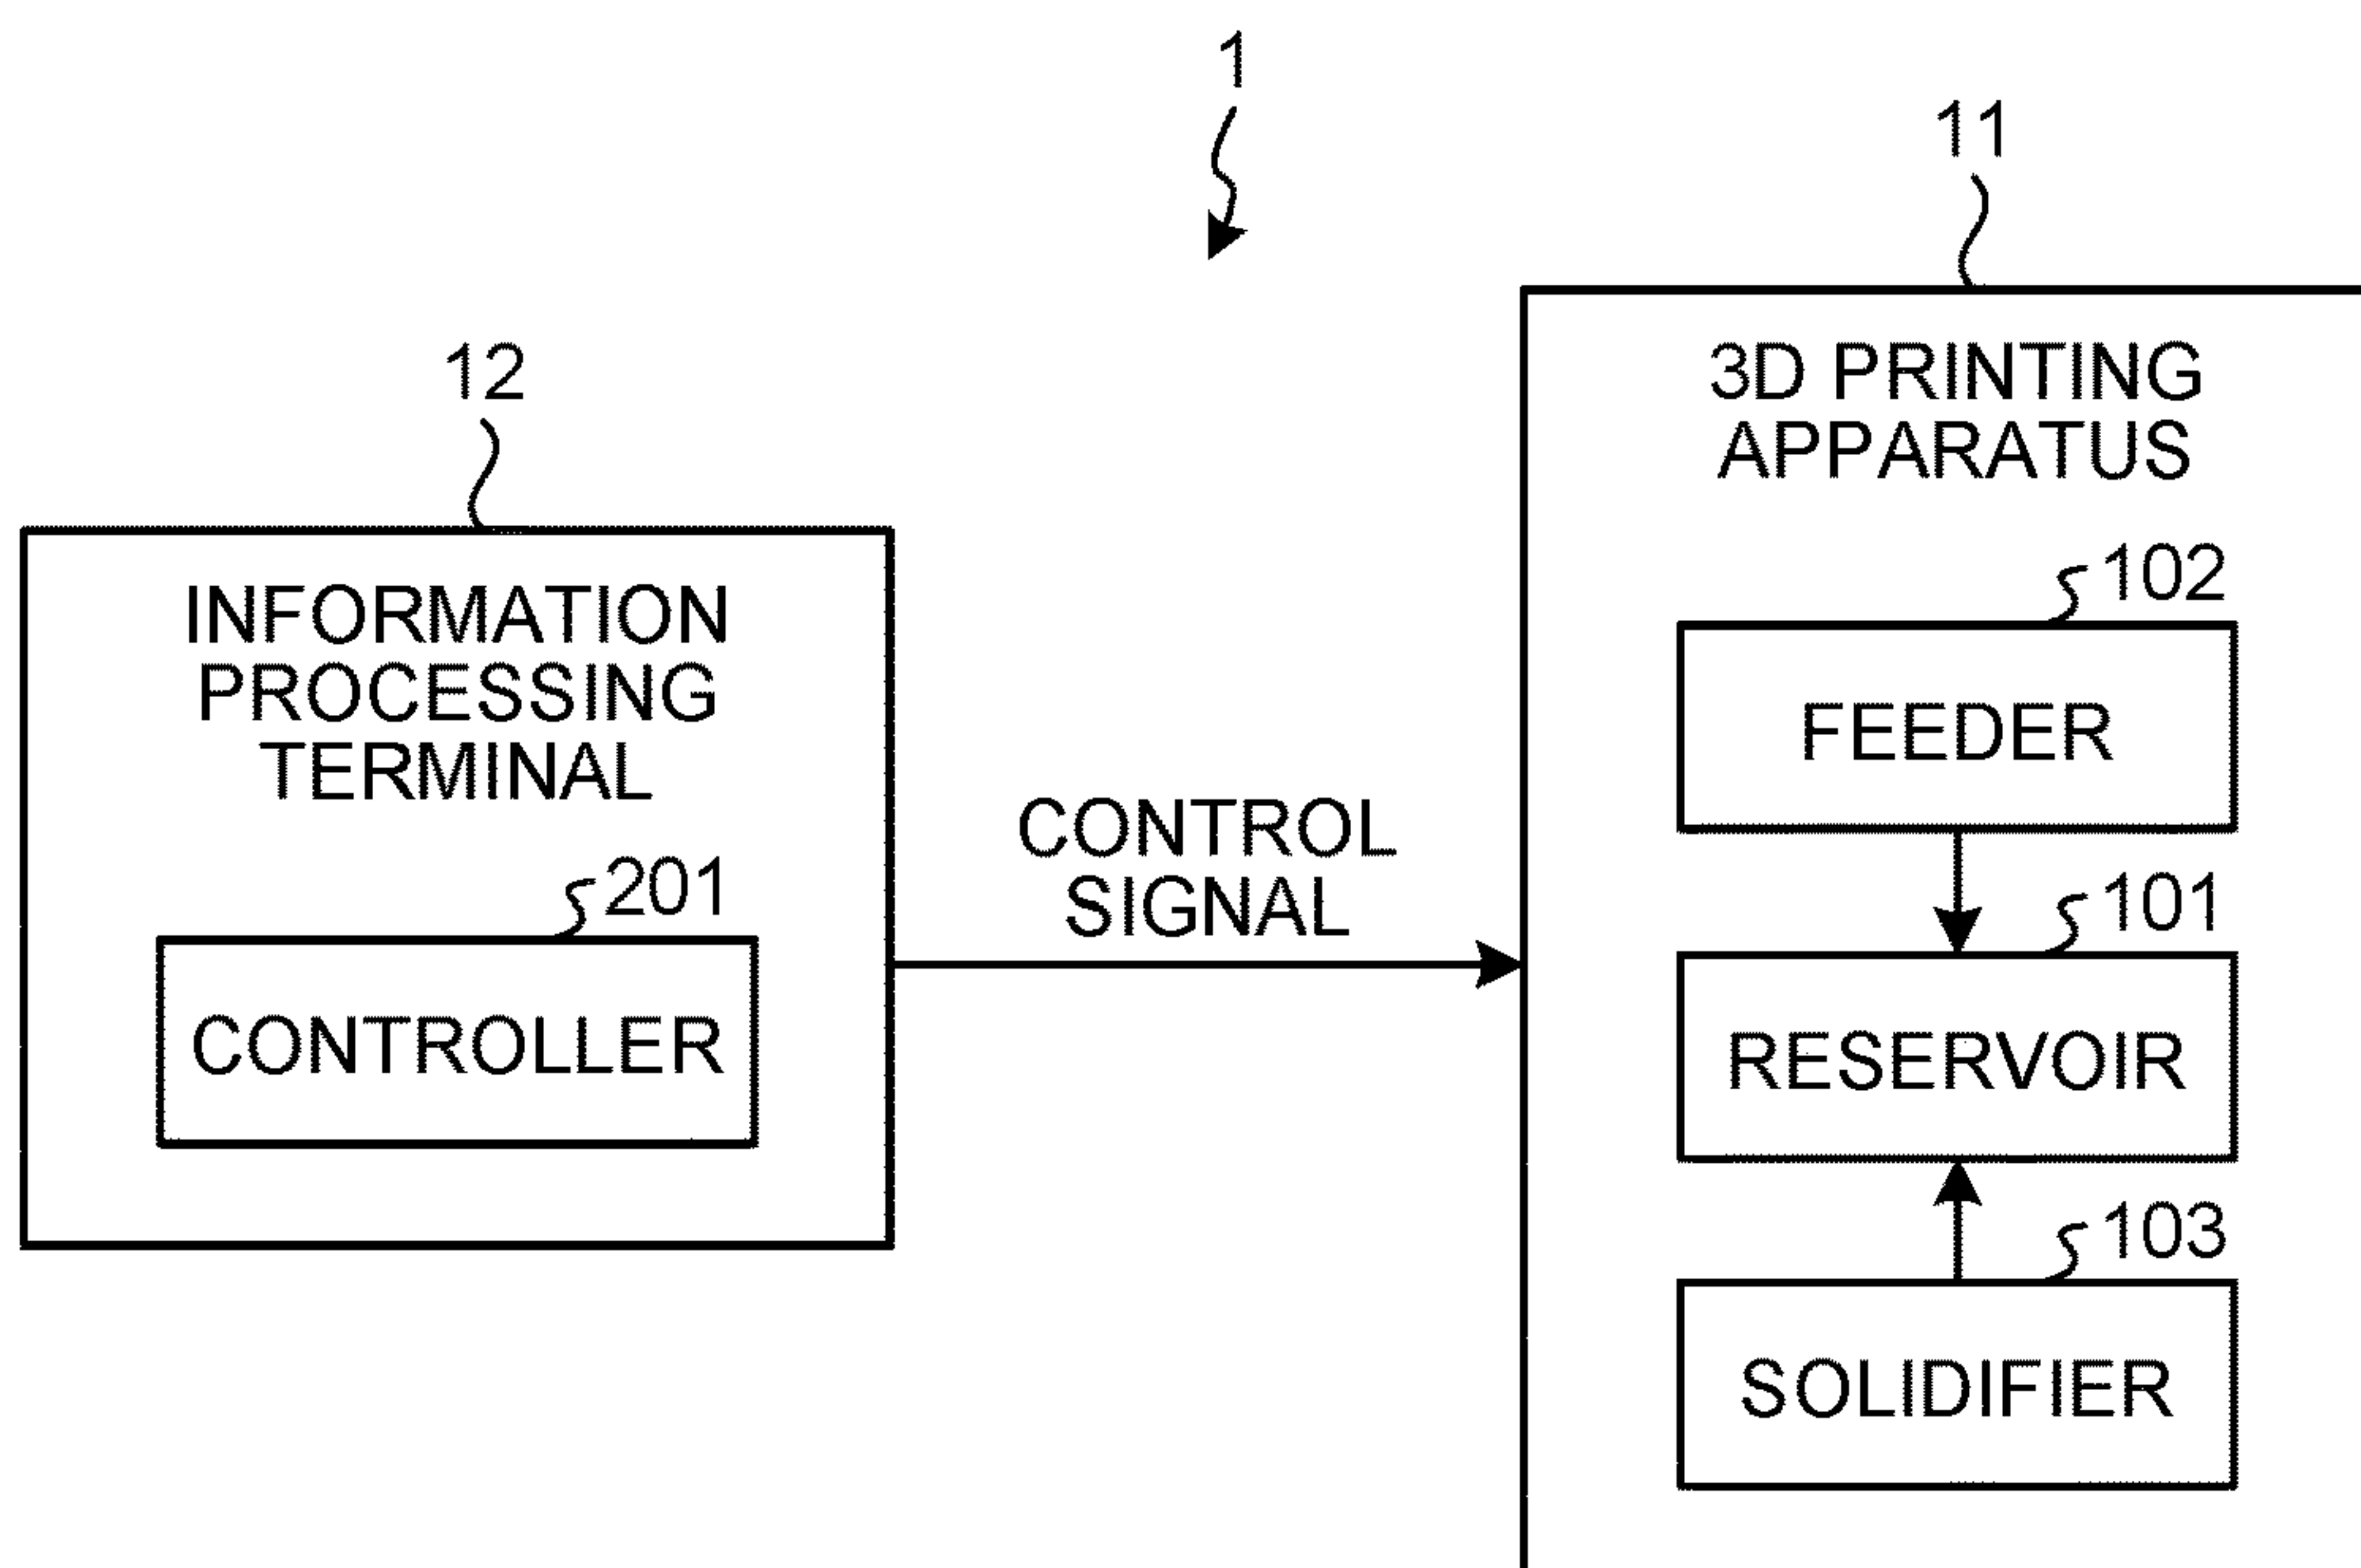 1
11
12
3D PRINTING
APPARATUS
102
INFORMATION
PROCESSING
TERMINAL
FEEDER
CONTROL
SIGNAL
201
101
CONTROLLER
RESERVOIR
103
SOLIDIFIER